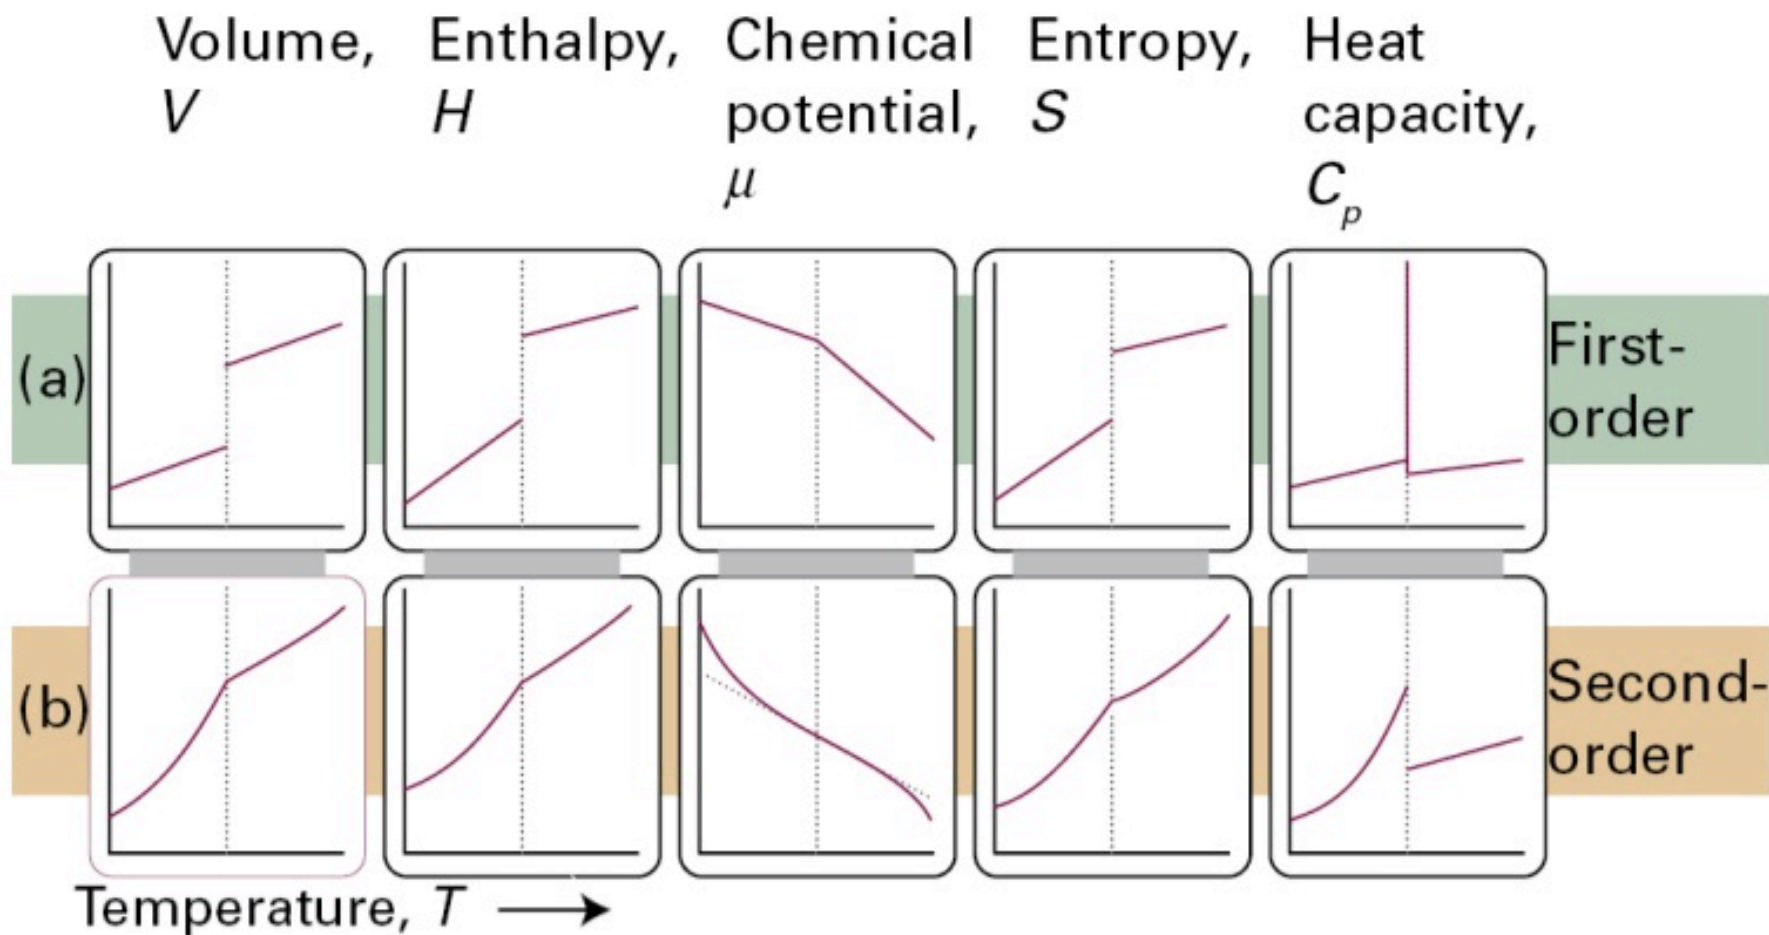 Volume,
V
Enthalpy,
H
Chemical
potential,
μ
Entropy,
S
Heat
capacity,
Cₚ
(a)
First-
order
(b)
Second-
order
Temperature, T